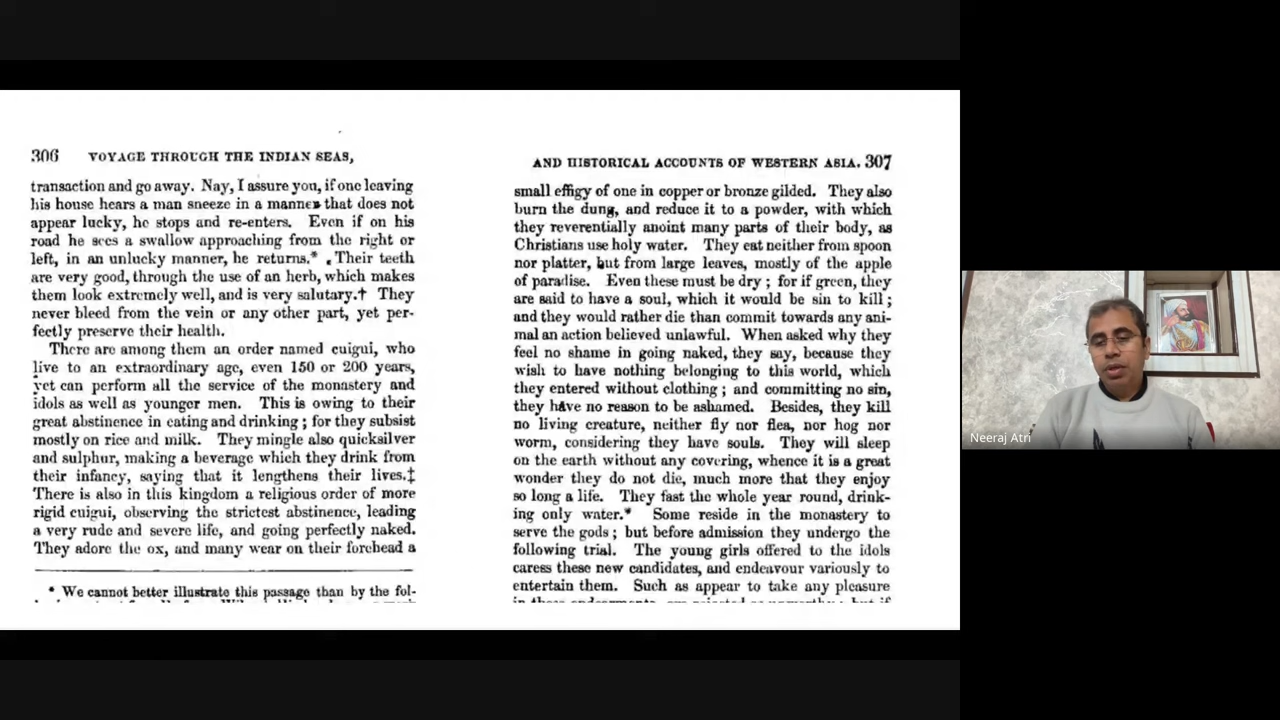 306 VOYAGE THROUGH THE INDIAN SEAS,
transaction and go away. Nay, I assure you, if one leaving
his house hears a man sneeze in a manner that does not
appear lucky, he stops and re-enters. Even if on his
road he sees a swallow approaching from the right or
left, in an unlucky manner, he returns.* Their teeth
are very good, through the use of an herb, which makes
them look extremely well, and is very salutary.† They
never bleed from the vein or any other part, yet per-
fectly preserve their health.
There are among them an order named cuigui, who
live to an extraordinary age, even 150 or 200 years,
yet can perform all the service of the monastery and
idols as well as younger men. This is owing to their
great abstinence in eating and drinking; for they subsist
mostly on rice and milk. They mingle also quicksilver
and sulphur, making a beverage which they drink from
their infancy, saying that it lengthens their lives.‡
There is also in this kingdom a religious order of more
rigid cuigui, observing the strictest abstinence, leading
a very rude and severe life, and going perfectly naked.
They adore the ox, and many wear on their forehead a
* We cannot better illustrate this passage than by the fol-
AND HISTORICAL ACCOUNTS OF WESTERN ASIA. 307
small effigy of one in copper or bronze gilded. They also
burn the dung, and reduce it to a powder, with which
they reverentially anoint many parts of their body, as
Christians use holy water. They eat neither from spoon
nor platter, but from large leaves, mostly of the apple
of paradise. Even these must be dry; for if green, they
are said to have a soul, which it would be sin to kill;
and they would rather die than commit towards any ani-
mal an action believed unlawful. When asked why they
feel no shame in going naked, they say, because they
wish to have nothing belonging to this world, which
they entered without clothing; and committing no sin,
they have no reason to be ashamed. Besides, they kill
no living creature, neither fly nor flea, nor hog nor
worm, considering they have souls. They will sleep
on the earth without any covering, whence it is a great
wonder they do not die, much more that they enjoy
so long a life. They fast the whole year round, drink-
ing only water.* Some reside in the monastery to
serve the gods; but before admission they undergo the
following trial. The young girls offered to the idols
caress these new candidates, and endeavour variously to
entertain them. Such as appear to take any pleasure
Neeraj Atri